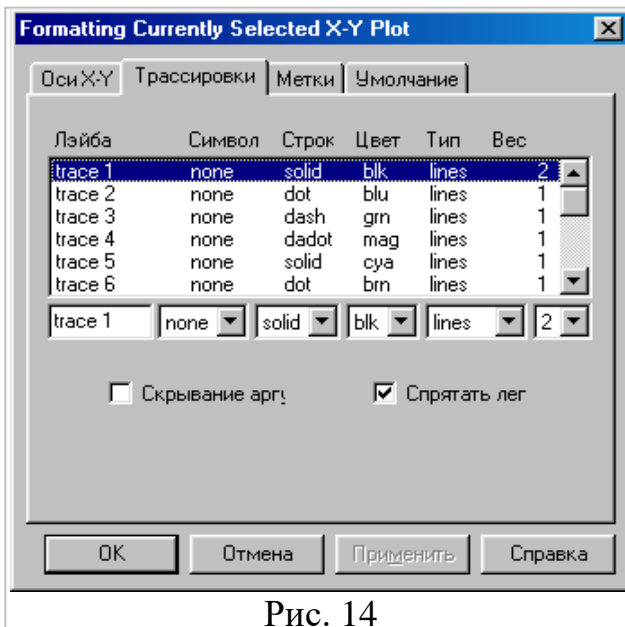 Formatting Currently Selected X-Y Plot
Оси X-Y Трассировки Метки Умолчание
Лэйба Символ Строк Цвет Тип Вес
trace 1 none solid blk lines 2
trace 2 none dot blu lines 1
trace 3 none dash grn lines 1
trace 4 none dadot mag lines 1
trace 5 none solid cya lines 1
trace 6 none dot brn lines 1
trace 1 none solid blk lines 2
Скрывание аргу Спрятать лег
OK Отмена Применить Справка
Рис. 14